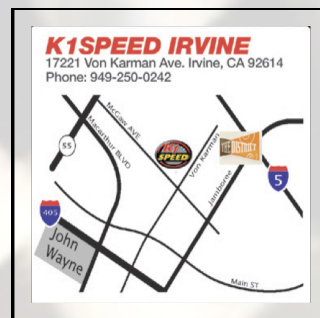 K1SPEED IRVINE
17221 Von Karman Ave. Irvine, CA 92614
Phone: 949-250-0242
McGaw AVE
Macarthur BLVD
55
K1
SPEED
Von Karman
THE DISTRICT
Jamboree
5
405
John
Wayne
Main ST